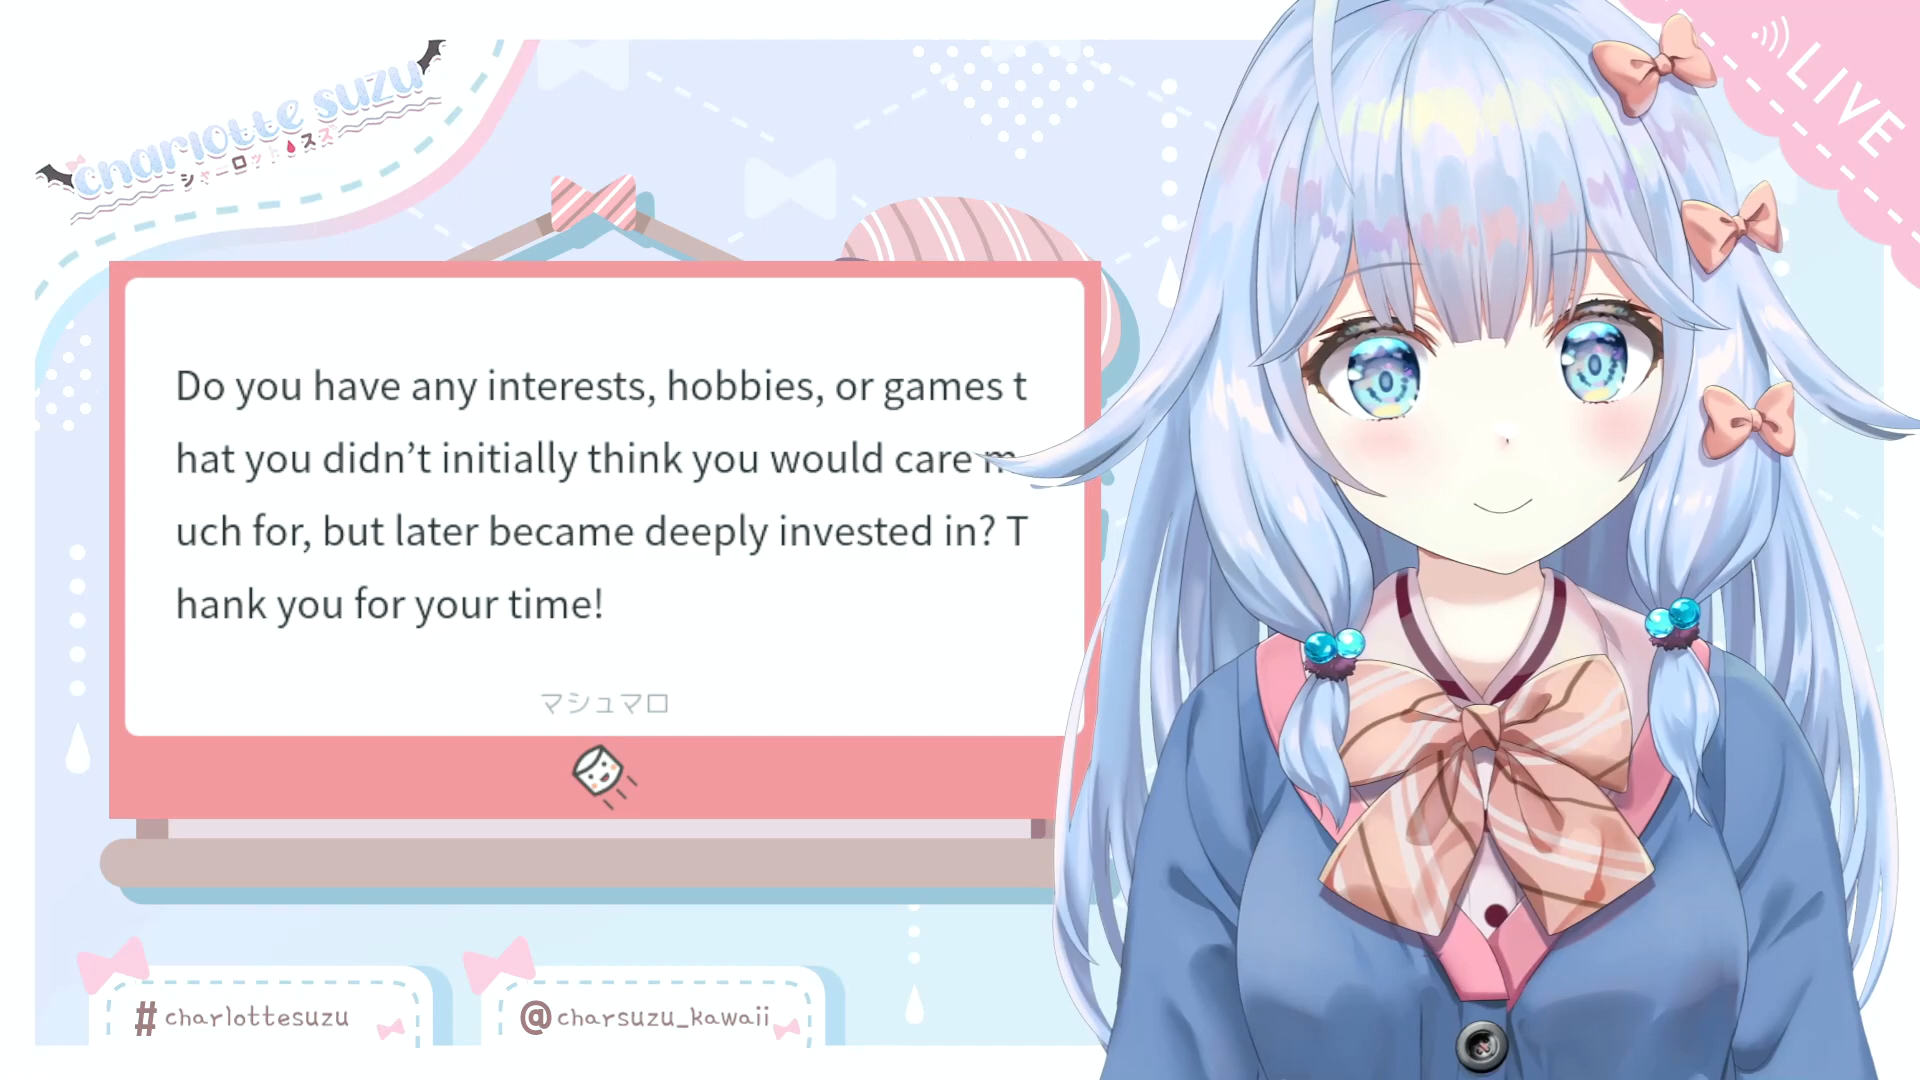 charlotte suzu
シャーロット スズ
LIVE
Do you have any interests, hobbies, or games t
hat you didn’t initially think you would care m
uch for, but later became deeply invested in? T
hank you for your time!
マシュマロ
#charlottesuzu
@charsuzu_kawaii